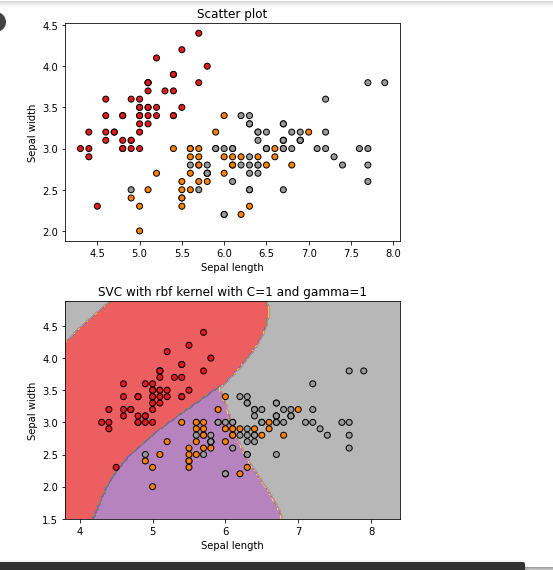 Scatter plot
4.5
4.0
3.5
3.0
2.5
2.0
Sepal width
4.5 5.0 5.5 6.0 6.5 7.0 7.5 8.0
Sepal length
SVC with rbf kernel with C=1 and gamma=1
4.5
4.0
3.5
3.0
2.5
2.0
1.5
Sepal width
4 5 6 7 8
Sepal length